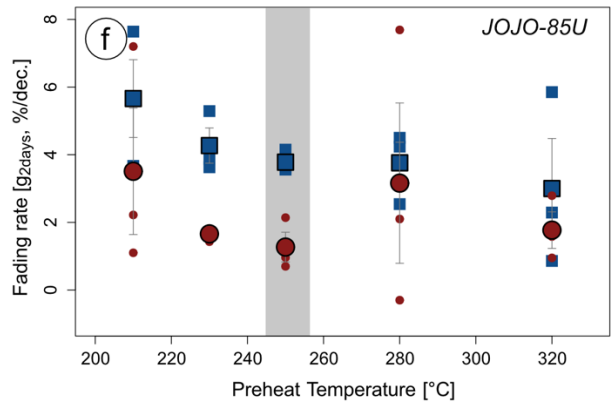 f
JOJO-85U
8
6
4
2
0
Fading rate [g2days, %/dec.]
200 220 240 260 280 300 320
Preheat Temperature [°C]